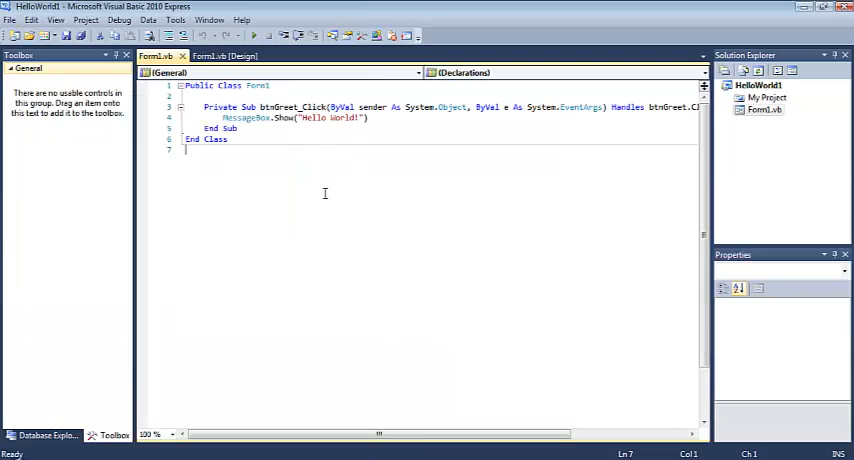 HelloWorld1 - Microsoft Visual Basic 2010 Express
File Edit View Project Debug Data Tools Window Help
Toolbox
General
There are no usable controls in
this group. Drag an item onto
this text to add it to the toolbox.
Database Explo... Toolbox
Form1.vb Form1.vb [Design]
(General) (Declarations)
1 Public Class Form1
2
3 Private Sub btnGreet_Click(ByVal sender As System.Object, ByVal e As System.EventArgs) Handles btnGreet.Cl
4 MessageBox.Show("Hello World!")
5 End Sub
6 End Class
7
100 %
Solution Explorer
HelloWorld1
My Project
Form1.vb
Properties
Ready Ln 7 Col 1 Ch 1 INS